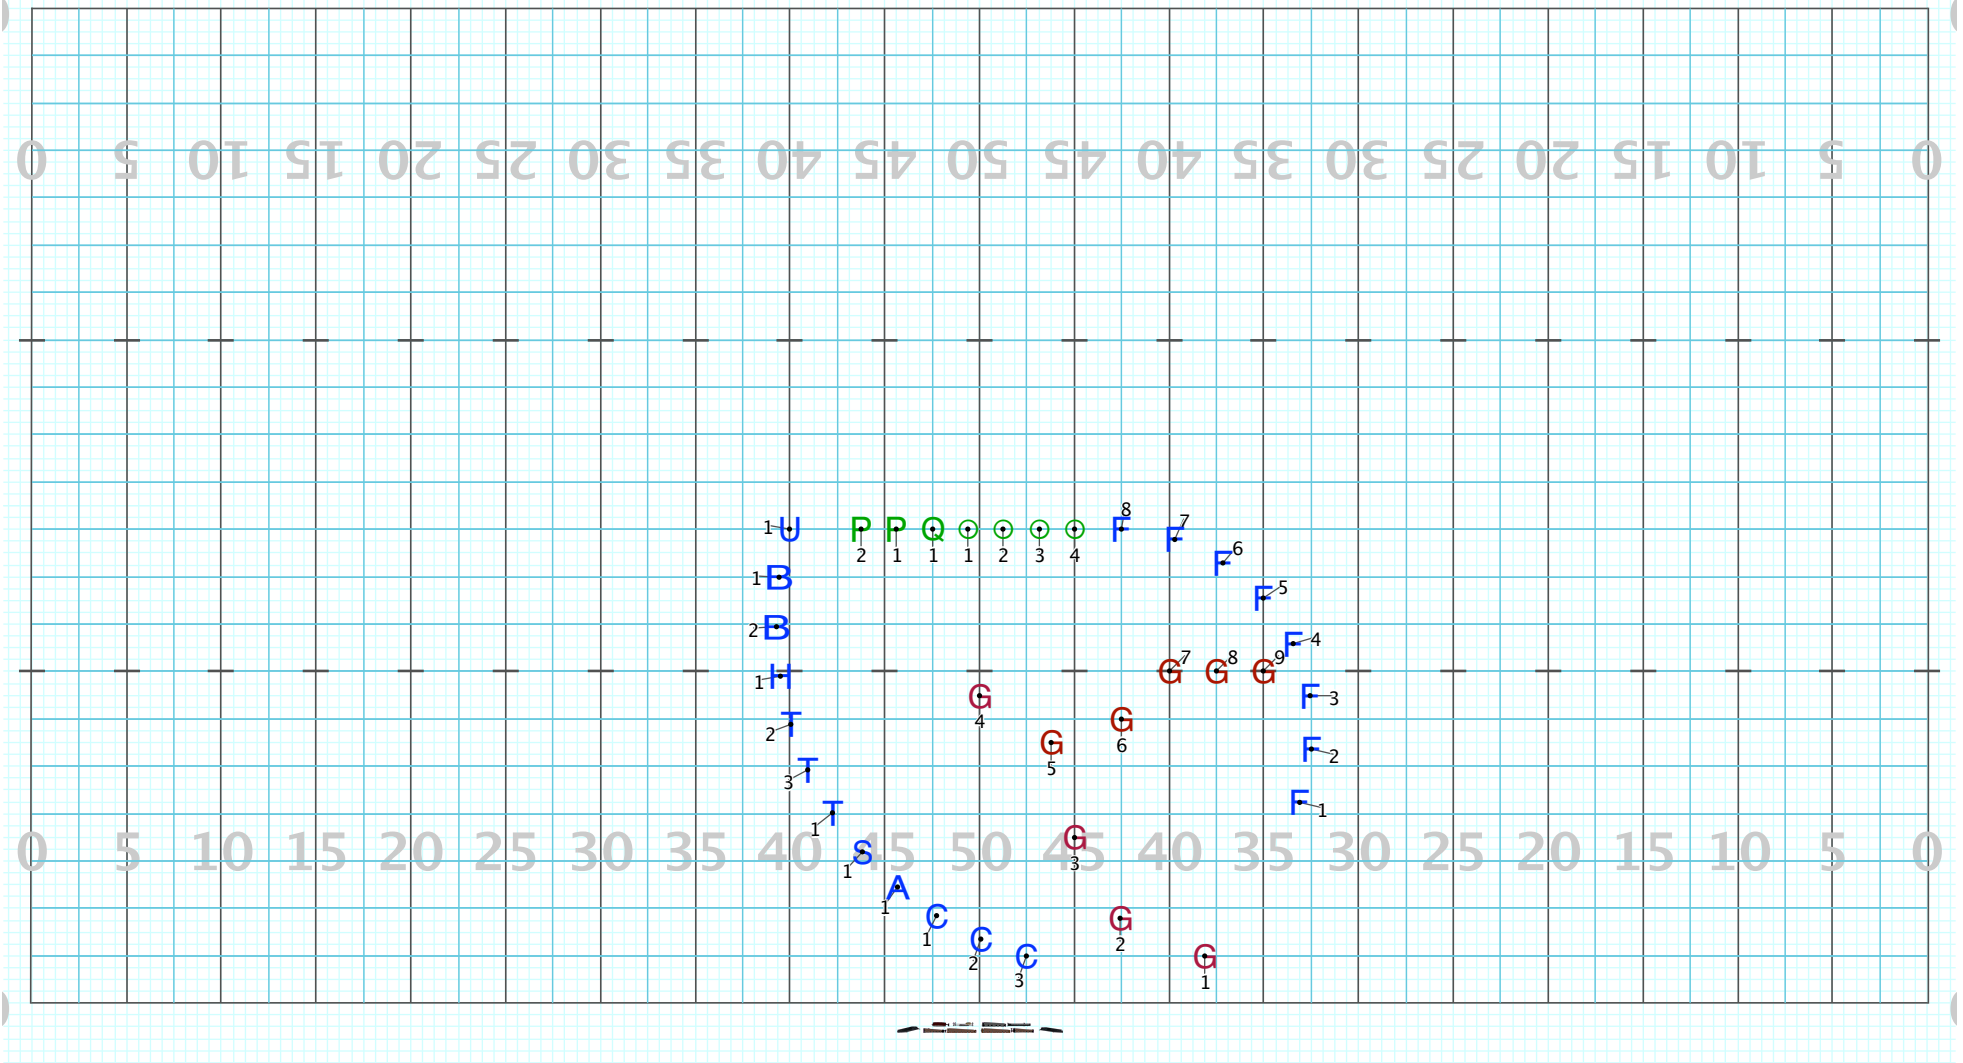 0 5 10 15 20 25 30 35 40 45 50 45 40 35 30 25 20 15 10 5 0
8
1 U P P Q F F 7
2 1 1 1 2 3 4
F 6
1 B F 5
2 B F 4
G 7 G 8 G 9
1 H
G 4 F 3
2 T G 6
G 5 F 2
3 T
1 T F 1
0 5 10 15 20 25 30 35 40 45 50 45 40 35 30 25 20 15 10 5 0
S 1 G 3
A 1
C 1 G 2
C 2
C 3 G 1